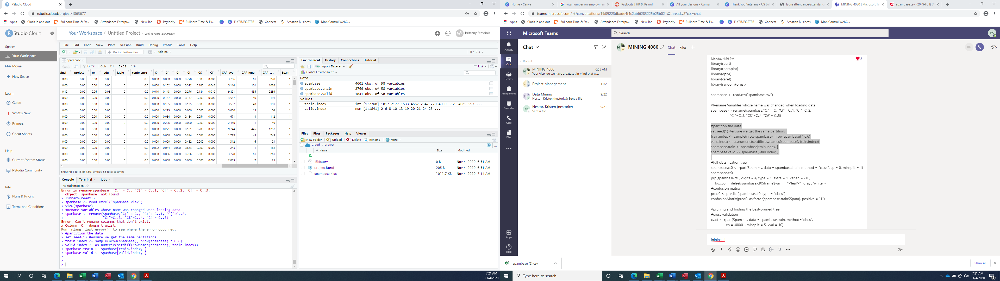 RStudio Cloud
rstudio.cloud/project/1863677
Apps Clock in and out Bullhorn Time & Ex... Attendance Enterpr... New Tab Paylocity Bullhorn Time & Ex... FLYER/POSTER Connect Amazon Business MobiControl WebC...
R Studio Cloud
Your Workspace / Untitled Project Click to name your project
BS Brittany Stassinis
Spaces
Your Workspace
Movie
New Space
Learn
Guide
What's New
Primers
Cheat Sheets
Help
Current System Status
RStudio Community
Info
Plans & Pricing
Terms and Conditions
File Edit Code View Plots Session Build Debug Profile Tools Help
Go to file/function Addins R 4.0.3
spambase
Filter Cols: 9 - 58
ginal project re: edu table conference C; C( C[ C! C$ C# CAP_avg CAP_long CAP_tot Spam
0.00 0.00 0.00 0.00 0 0.0 0.000 0.000 0.000 0.778 0.000 0.000 3.756 61 278 1
0.00 0.00 0.00 0.00 0 0.0 0.000 0.132 0.000 0.372 0.180 0.048 5.114 101 1028 1
0.12 0.00 0.06 0.06 0 0.0 0.010 0.143 0.000 0.276 0.184 0.010 9.821 485 2259 1
0.00 0.00 0.00 0.00 0 0.0 0.000 0.137 0.000 0.137 0.000 0.000 3.537 40 191 1
0.00 0.00 0.00 0.00 0 0.0 0.000 0.135 0.000 0.135 0.000 0.000 3.537 40 191 1
0.00 0.00 0.00 0.00 0 0.0 0.000 0.223 0.000 0.000 0.000 0.000 3.000 15 54 1
0.00 0.00 0.00 0.00 0 0.0 0.000 0.054 0.000 0.164 0.054 0.000 1.671 4 112 1
0.00 0.00 0.00 0.00 0 0.0 0.000 0.206 0.000 0.000 0.000 0.000 2.450 11 49 1
0.30 0.00 0.00 0.00 0 0.0 0.000 0.271 0.000 0.181 0.203 0.022 9.744 445 1257 1
0.00 0.06 0.00 0.00 0 0.0 0.040 0.030 0.000 0.244 0.081 0.000 1.729 43 749 1
0.00 0.00 0.00 0.00 0 0.0 0.000 0.000 0.000 0.462 0.000 0.000 1.312 6 21 1
0.00 0.00 0.00 0.00 0 0.0 0.022 0.044 0.000 0.663 0.000 0.000 1.243 11 184 1
0.00 0.00 0.00 0.00 0 0.0 0.000 0.056 0.000 0.786 0.000 0.000 3.728 61 261 1
0.00 0.00 0.00 0.00 0 0.0 0.000 0.000 0.000 0.000 0.000 0.000 2.083 7 25 1
Showing 1 to 16 of 4,601 entries, 58 total columns
Console Terminal Jobs
/cloud/project/
Error in rename(spambase, `C;` = C., `C(` = C..1, `C[` = C..2, `C!` = C..3, :
object 'spambase' not found
> library(readxl)
> spambase <- read_excel("spambase.xlsx")
> View(spambase)
> #Rename Variables whose name was changed when loading data
> spambase <- rename(spambase,"C;" = C., "C("= C..1, "C["=C..2,
+ "C!"=C..3, "C$"=C..4, "C#"= C..5)
Error: Can't rename columns that don't exist.
x Column `C.` doesn't exist.
Run `rlang::last_error()` to see where the error occurred.
> #partition the data
> set.seed(1) #ensure we get the same partitions
> train.index <- sample(nrow(spambase), nrow(spambase) * 0.6)
> valid.index <- as.numeric(setdiff(rownames(spambase), train.index))
> spambase.train <- spambase[train.index, ]
> spambase.valid <- spambase[valid.index, ]
>
>
>
Environment History Connections Tutorial
Import Dataset List
Global Environment
Data
spambase 4601 obs. of 58 variables
spambase.train 2760 obs. of 58 variables
spambase.valid 1841 obs. of 58 variables
Values
train.index int [1:2760] 1017 2177 1533 4567 2347 270 4050 3379 4065 597 ...
valid.index num [1:1841] 2 6 8 10 13 19 20 21 24 25 ...
Files Plots Packages Help Viewer
New Folder Upload Delete Rename More
Cloud project
Name Size Modified
..
.Rhistory 0 B Nov 4, 2020, 6:51 AM
project.Rproj 205 B Nov 4, 2020, 6:51 AM
spambase.xlsx 1011.7 KB Nov 4, 2020, 7:14 AM
7:21 AM
11/4/2020
Home - Canva visa number on employme Paylocity | HR & Payroll All your designs - Canva Thank You Veterans - US Le lyonsattendance/attendanc MINING 4080 | Microsoft Te spambase.csv: (20FS-Full) D
teams.microsoft.com/_#/conversations/19:09223dbade4f4c2abf6283225b25b021@thread.v2?ctx=chat
Apps Clock in and out Bullhorn Time & Ex... Attendance Enterpr... New Tab Paylocity Bullhorn Time & Ex... FLYER/POSTER Connect Amazon Business MobiControl WebC...
Microsoft Teams Search BS
Activity
Chat
Teams
Assignments
Calendar
Calls
Files
Apps
Help
Chat
Recent
MINING 4080 6:55 AM
You: Also, do we have a dataset in mind that w...
Project Management 11/2
Data Mining 9/22
Nestor, Kristen (nestorkv): Sent a file
Nestor, Kristen (nestorkv) 9/21
Sent a file
MINING 4080 Chat Files 5
Monday 4:39 PM 2
library(rpart)
library(rpart.plot)
library(dplyr)
library(caret)
library(randomForest)
spambase <- read.csv("spambase.csv")
#Rename Variables whose name was changed when loading data
spambase <- rename(spambase,"C;" = C., "C("= C..1, "C["=C..2,
"C!"=C..3, "C$"=C..4, "C#"= C..5)
#partition the data
set.seed(1) #ensure we get the same partitions
train.index <- sample(nrow(spambase), nrow(spambase) * 0.6)
valid.index <- as.numeric(setdiff(rownames(spambase), train.index))
spambase.train <- spambase[train.index, ]
spambase.valid <- spambase[valid.index, ]
#full classification tree
spambase.ct0 <- rpart(Spam ~ ., data = spambase.train, method = "class", cp = 0, minsplit = 1)
spambase.ct0
prp(spambase.ct0, digits = 4, type = 1, extra = 1, varlen = -10,
box.col = ifelse(spambase.ct0$frame$var == "<leaf>", 'gray', 'white'))
#confusion matrix
pred0 <- predict(spambase.ct0, type = "class")
confusionMatrix(pred0, as.factor(spambase.train$Spam), positive = "1")
#pruning and finding the best-pruned tree
#cross validation
cv.ct <- rpart(Spam ~ ., data = spambase.train, method="class",
cp = .00001, minsplit = 5, xval = 10)
inininstal
spambase (2).csv Show all
Type here to search
7:21 AM
11/4/2020